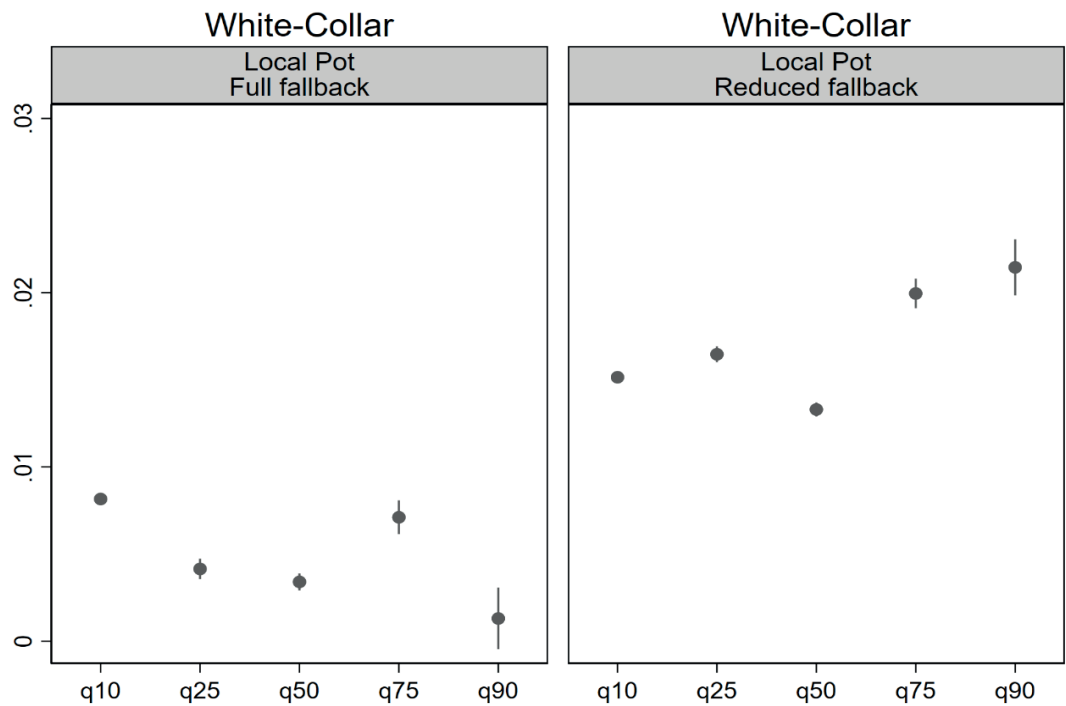 White-Collar
Local Pot
Full fallback
.03
.02
.01
0
q10 q25 q50 q75 q90
White-Collar
Local Pot
Reduced fallback
q10 q25 q50 q75 q90